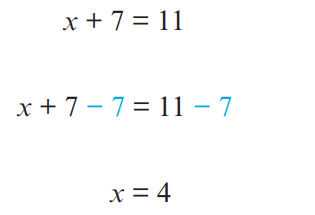 x + 7 = 11
x + 7 − 7 = 11 − 7
x = 4